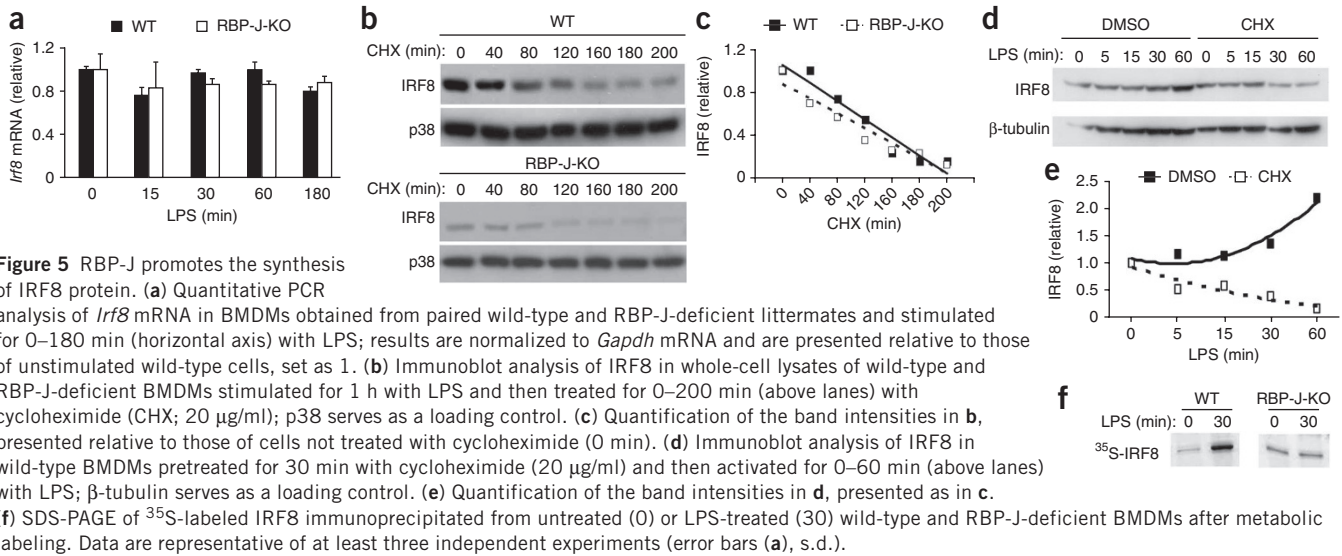 a
WT RBP-J-KO
Irf8 mRNA (relative)
1.2
0.8
0.4
0
0 15 30 60 180
LPS (min)
b
WT
CHX (min): 0 40 80 120 160 180 200
IRF8
p38
RBP-J-KO
CHX (min): 0 40 80 120 160 180 200
IRF8
p38
c
WT RBP-J-KO
IRF8 (relative)
1.2
0.8
0.4
0
0 40 80 120 160 180 200
CHX (min)
d
DMSO CHX
LPS (min): 0 5 15 30 60 0 5 15 30 60
IRF8
β-tubulin
e
DMSO CHX
IRF8 (relative)
2.5
2.0
1.5
1.0
0.5
0
0 5 15 30 60
LPS (min)
f
WT RBP-J-KO
LPS (min): 0 30 0 30
³⁵S-IRF8
Figure 5 RBP-J promotes the synthesis
of IRF8 protein. (a) Quantitative PCR
analysis of Irf8 mRNA in BMDMs obtained from paired wild-type and RBP-J-deficient littermates and stimulated
for 0–180 min (horizontal axis) with LPS; results are normalized to Gapdh mRNA and are presented relative to those
of unstimulated wild-type cells, set as 1. (b) Immunoblot analysis of IRF8 in whole-cell lysates of wild-type and
RBP-J-deficient BMDMs stimulated for 1 h with LPS and then treated for 0–200 min (above lanes) with
cycloheximide (CHX; 20 μg/ml); p38 serves as a loading control. (c) Quantification of the band intensities in b,
presented relative to those of cells not treated with cycloheximide (0 min). (d) Immunoblot analysis of IRF8 in
wild-type BMDMs pretreated for 30 min with cycloheximide (20 μg/ml) and then activated for 0–60 min (above lanes)
with LPS; β-tubulin serves as a loading control. (e) Quantification of the band intensities in d, presented as in c.
(f) SDS-PAGE of ³⁵S-labeled IRF8 immunoprecipitated from untreated (0) or LPS-treated (30) wild-type and RBP-J-deficient BMDMs after metabolic
labeling. Data are representative of at least three independent experiments (error bars (a), s.d.).